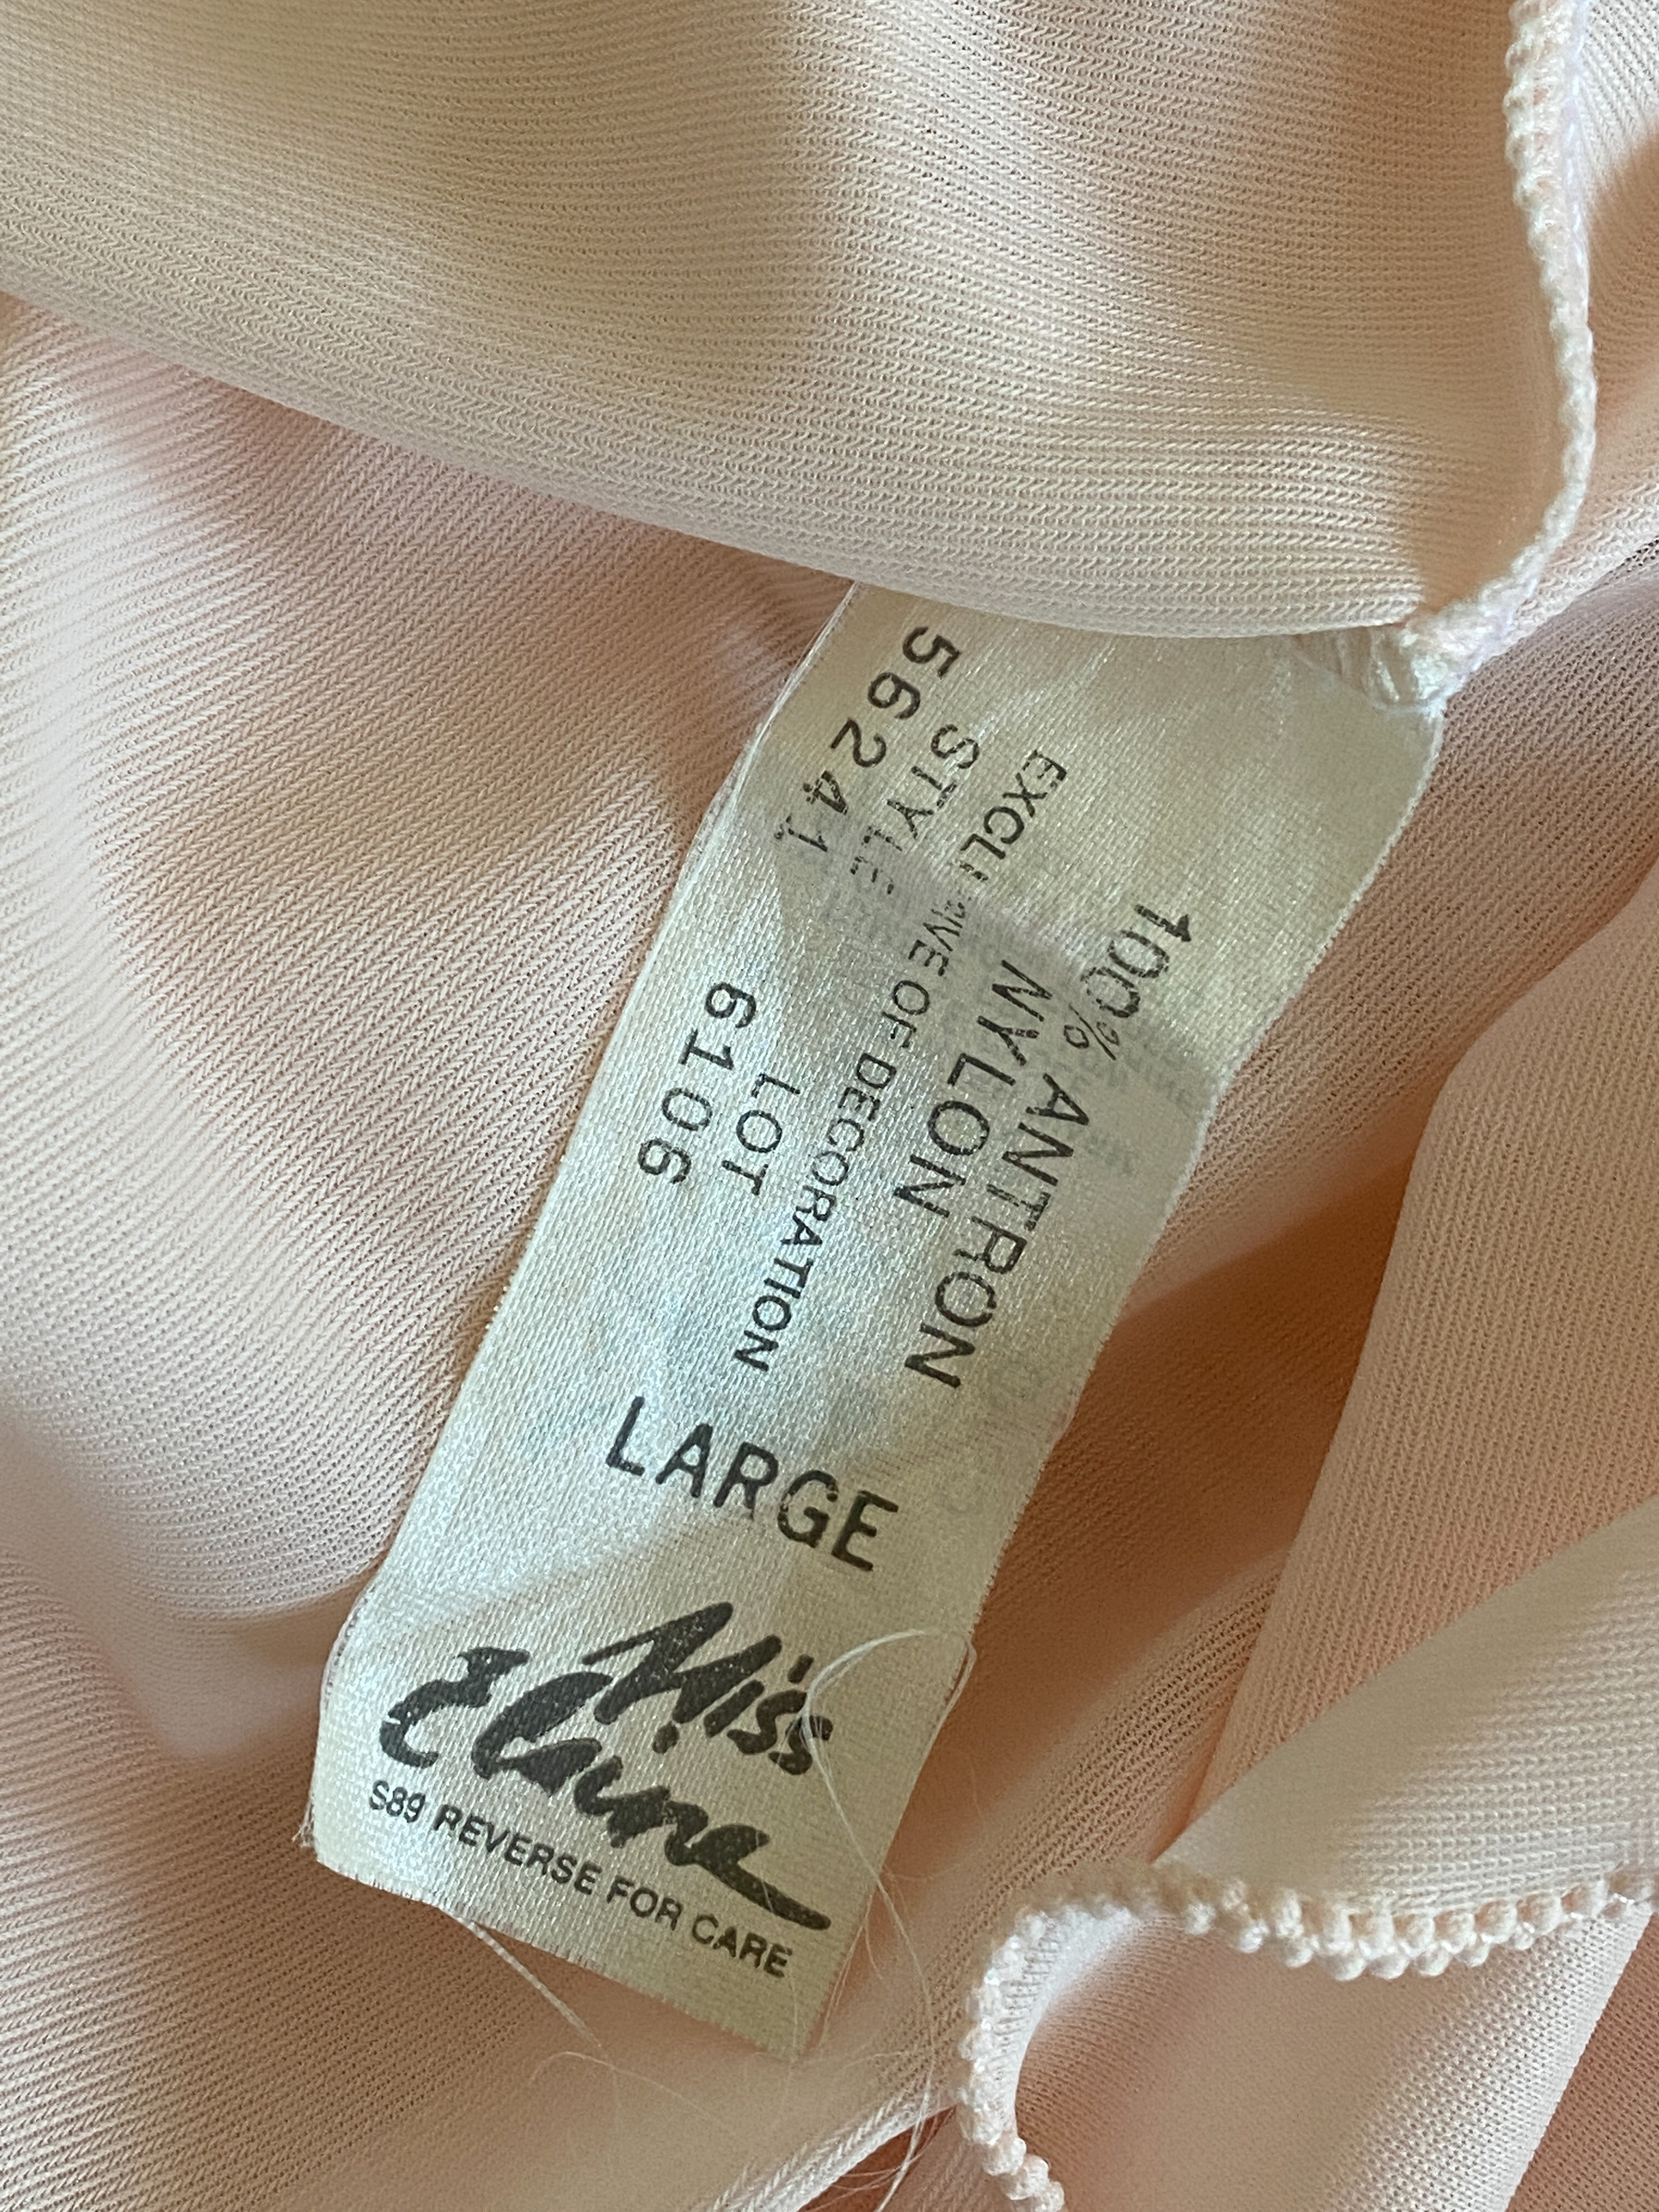 100% ANTRON
NYLON
EXCLUSIVE OF DECORATION
STYLE
56241
LOT
6106
LARGE
Miss
Elaine
S89 REVERSE FOR CARE